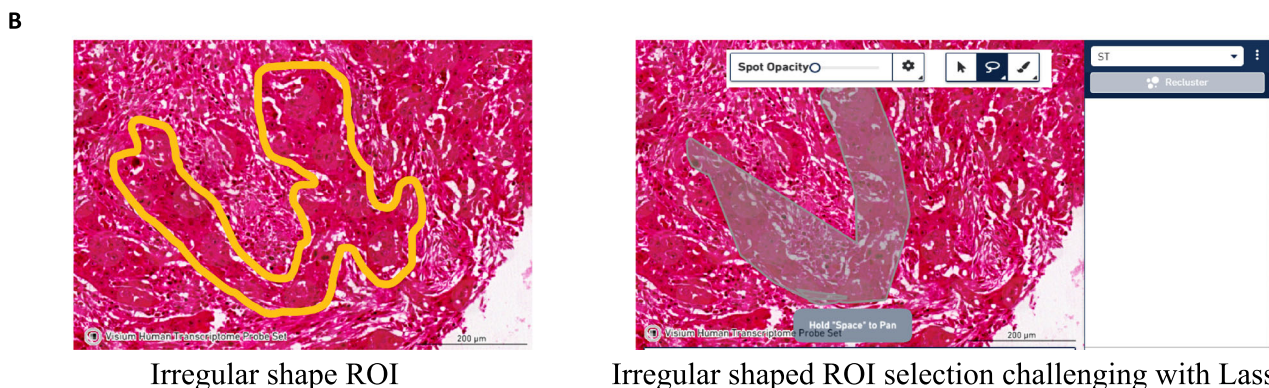 B
Spot Opacity
ST
Recluster
Hold "Space" to Pan
Visium Human Transcriptome Probe Set
200 µm
Visium Human Transcriptome Probe Set
200 µm
Irregular shape ROI
Irregular shaped ROI selection challenging with Lass